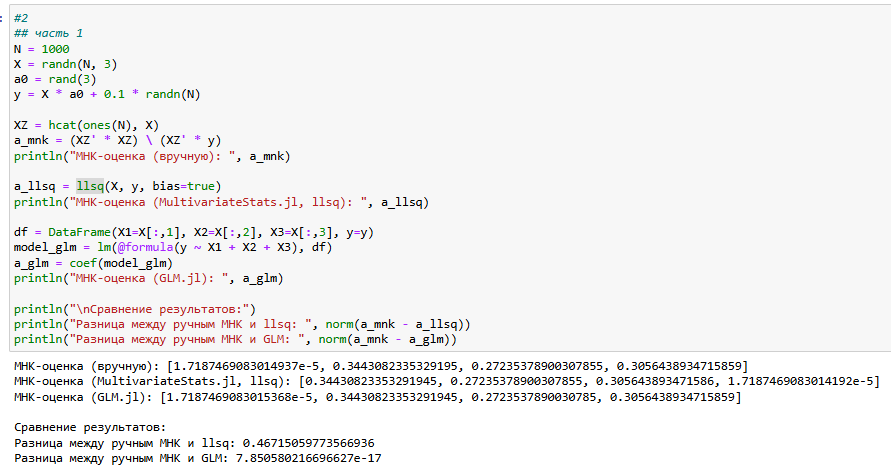 #2
## часть 1
N = 1000
X = randn(N, 3)
a0 = rand(3)
y = X * a0 + 0.1 * randn(N)
XZ = hcat(ones(N), X)
a_mnk = (XZ' * XZ) \ (XZ' * y)
println("МНК-оценка (вручную): ", a_mnk)
a_llsq = llsq(X, y, bias=true)
println("МНК-оценка (MultivariateStats.jl, llsq): ", a_llsq)
df = DataFrame(X1=X[:,1], X2=X[:,2], X3=X[:,3], y=y)
model_glm = lm(@formula(y ~ X1 + X2 + X3), df)
a_glm = coef(model_glm)
println("МНК-оценка (GLM.jl): ", a_glm)
println("\nСравнение результатов:")
println("Разница между ручным МНК и llsq: ", norm(a_mnk - a_llsq))
println("Разница между ручным МНК и GLM: ", norm(a_mnk - a_glm))
МНК-оценка (вручную): [1.7187469083014937e-5, 0.3443082335329195, 0.27235378900307855, 0.3056438934715859]
МНК-оценка (MultivariateStats.jl, llsq): [0.34430823353291945, 0.27235378900307855, 0.305643893471586, 1.7187469083014192e-5]
МНК-оценка (GLM.jl): [1.7187469083015368e-5, 0.34430823353291945, 0.2723537890030785, 0.3056438934715859]
Сравнение результатов:
Разница между ручным МНК и llsq: 0.46715059773566936
Разница между ручным МНК и GLM: 7.850580216696627e-17